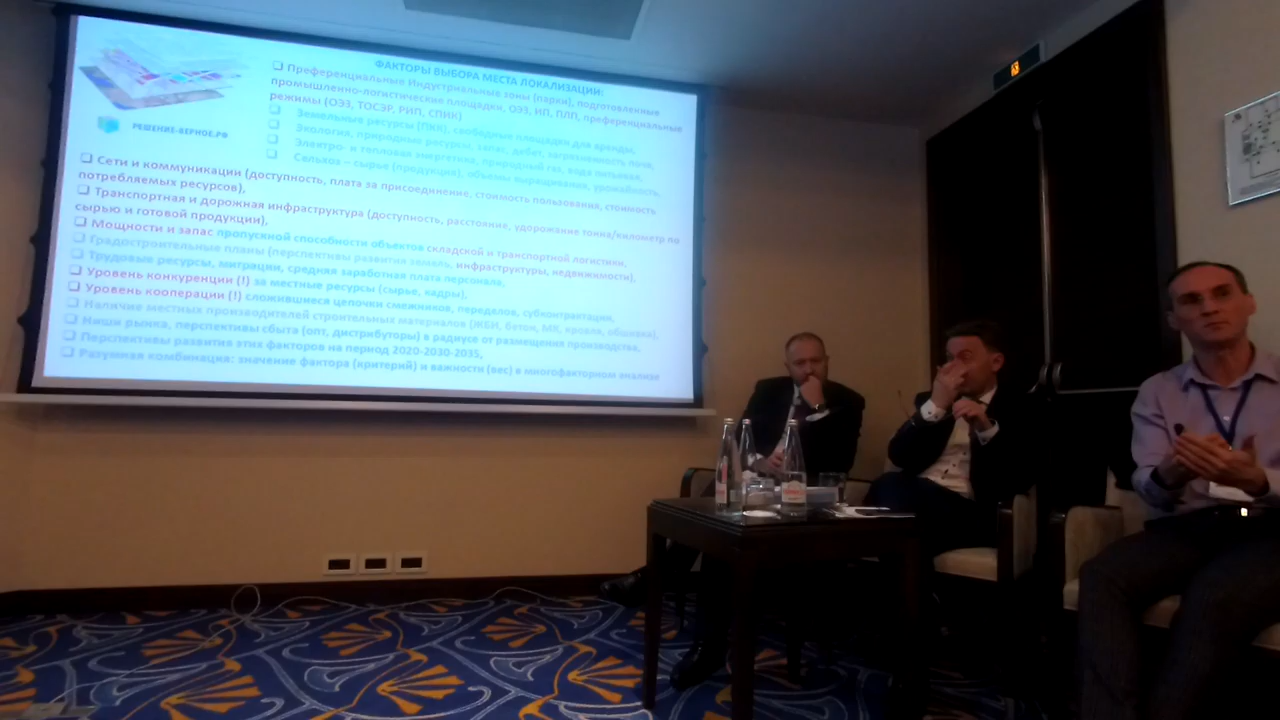 ФАКТОРЫ ВЫБОРА МЕСТА ЛОКАЛИЗАЦИИ:
❑ Преференциальные Индустриальные зоны (парки), подготовленные
промышленно-логистические площадки, ОЭЗ, ИП, ПЛП, преференциальные
режимы (ОЭЗ, ТОСЭР, РИП, СПИК)
❑ Земельные ресурсы (ПКК), свободные площадки для аренды,
❑ Экология, природные ресурсы, запас, дебет, загрязненность почв,
❑ Электро- и тепловая энергетика, природный газ, вода питьевая,
❑ Сельхоз – сырье (продукция), объемы выращивания, урожайность,
РЕШЕНИЕ-ВЕРНОЕ.РФ
❑ Сети и коммуникации (доступность, плата за присоединение, стоимость пользования, стоимость
потребляемых ресурсов),
❑ Транспортная и дорожная инфраструктура (доступность, расстояния, удорожание тонна/километр по
сырью и готовой продукции),
❑ Мощности и запас пропускной способности объектов складской и транспортной логистики,
❑ Градостроительные планы (перспективы развития земель, инфраструктуры, недвижимости),
❑ Трудовые ресурсы, миграции, средняя заработная плата персонала,
❑ Уровень конкуренции (!) за местные ресурсы (сырье, кадры),
❑ Уровень кооперации (!) сложившиеся цепочки смежников, переделов, субконтрактация,
❑ Наличие местных производителей строительных материалов (ЖБИ, бетон, МК, кровля, обшивка),
❑ Ниши рынка, перспективы сбыта (опт, дистрибуторы) в радиусе от размещения производства,
❑ Перспективы развития этих факторов на период 2020-2030-2035,
❑ Разумная комбинация: значение фактора (критерий) и важности (вес) в многофакторном анализе